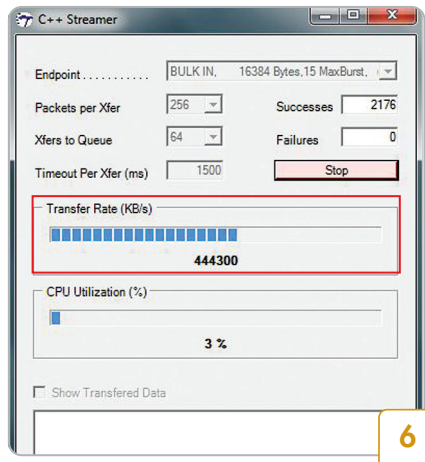 C++ Streamer
Endpoint . . . . . . . . . . . BULK IN, 16384 Bytes,15 MaxBurst,
Packets per Xfer 256 Successes 2176
Xfers to Queue 64 Failures 0
Timeout Per Xfer (ms) 1500 Stop
Transfer Rate (KB/s)
444300
CPU Utilization (%)
3 %
Show Transfered Data
6